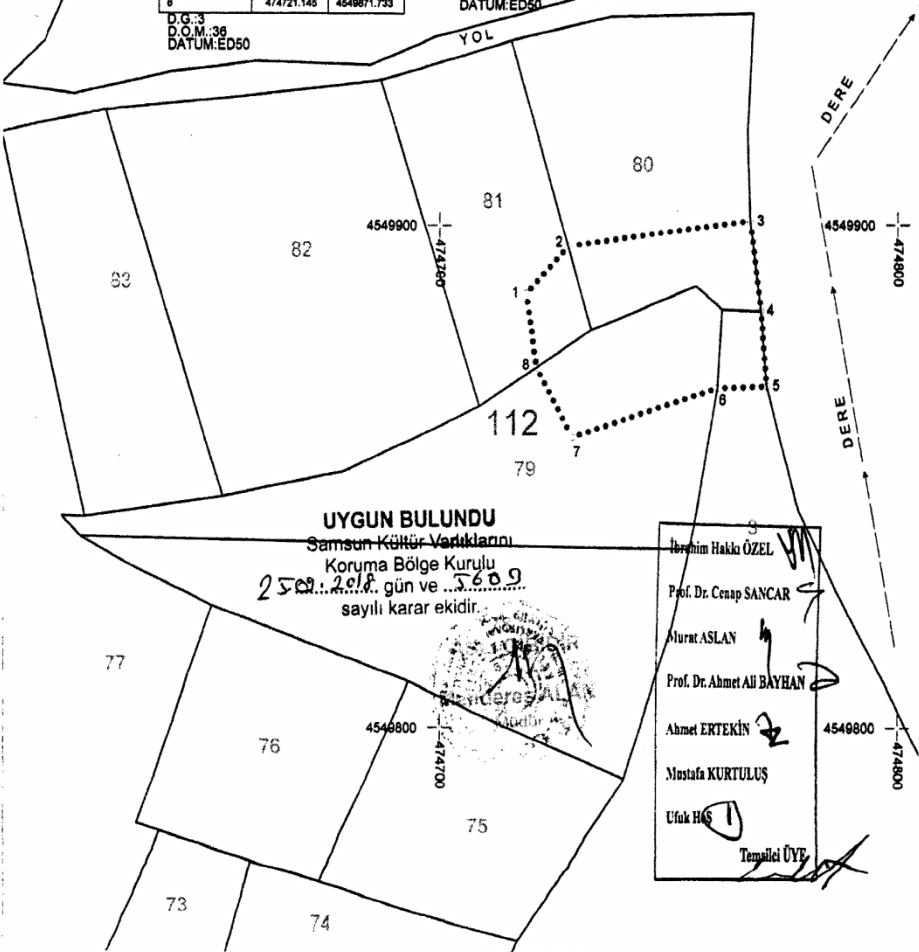 8 474721.145 4549871.733
D.G.:3
D.O.M.:36
DATUM:ED50
DATUM:ED50
YOL
DERE
80
81
82
83
4549900
474700
4549900
474800
1
2
3
4
5
6
7
8
DERE
112
79
UYGUN BULUNDU
Samsun Kültür Varlıklarını
Koruma Bölge Kurulu
25.09.2018 gün ve 5609
sayılı karar ekidir.
Menderes ALAN
Müdür
İbrahim Hakkı ÖZEL
Prof. Dr. Cenap SANCAR
Murat ASLAN
Prof. Dr. Ahmet Ali BAYHAN
Ahmet ERTEKİN
Mustafa KURTULUŞ
Ufuk
Temsilci ÜYE
77
76
75
73
74
4549800
474700
4549800
474800